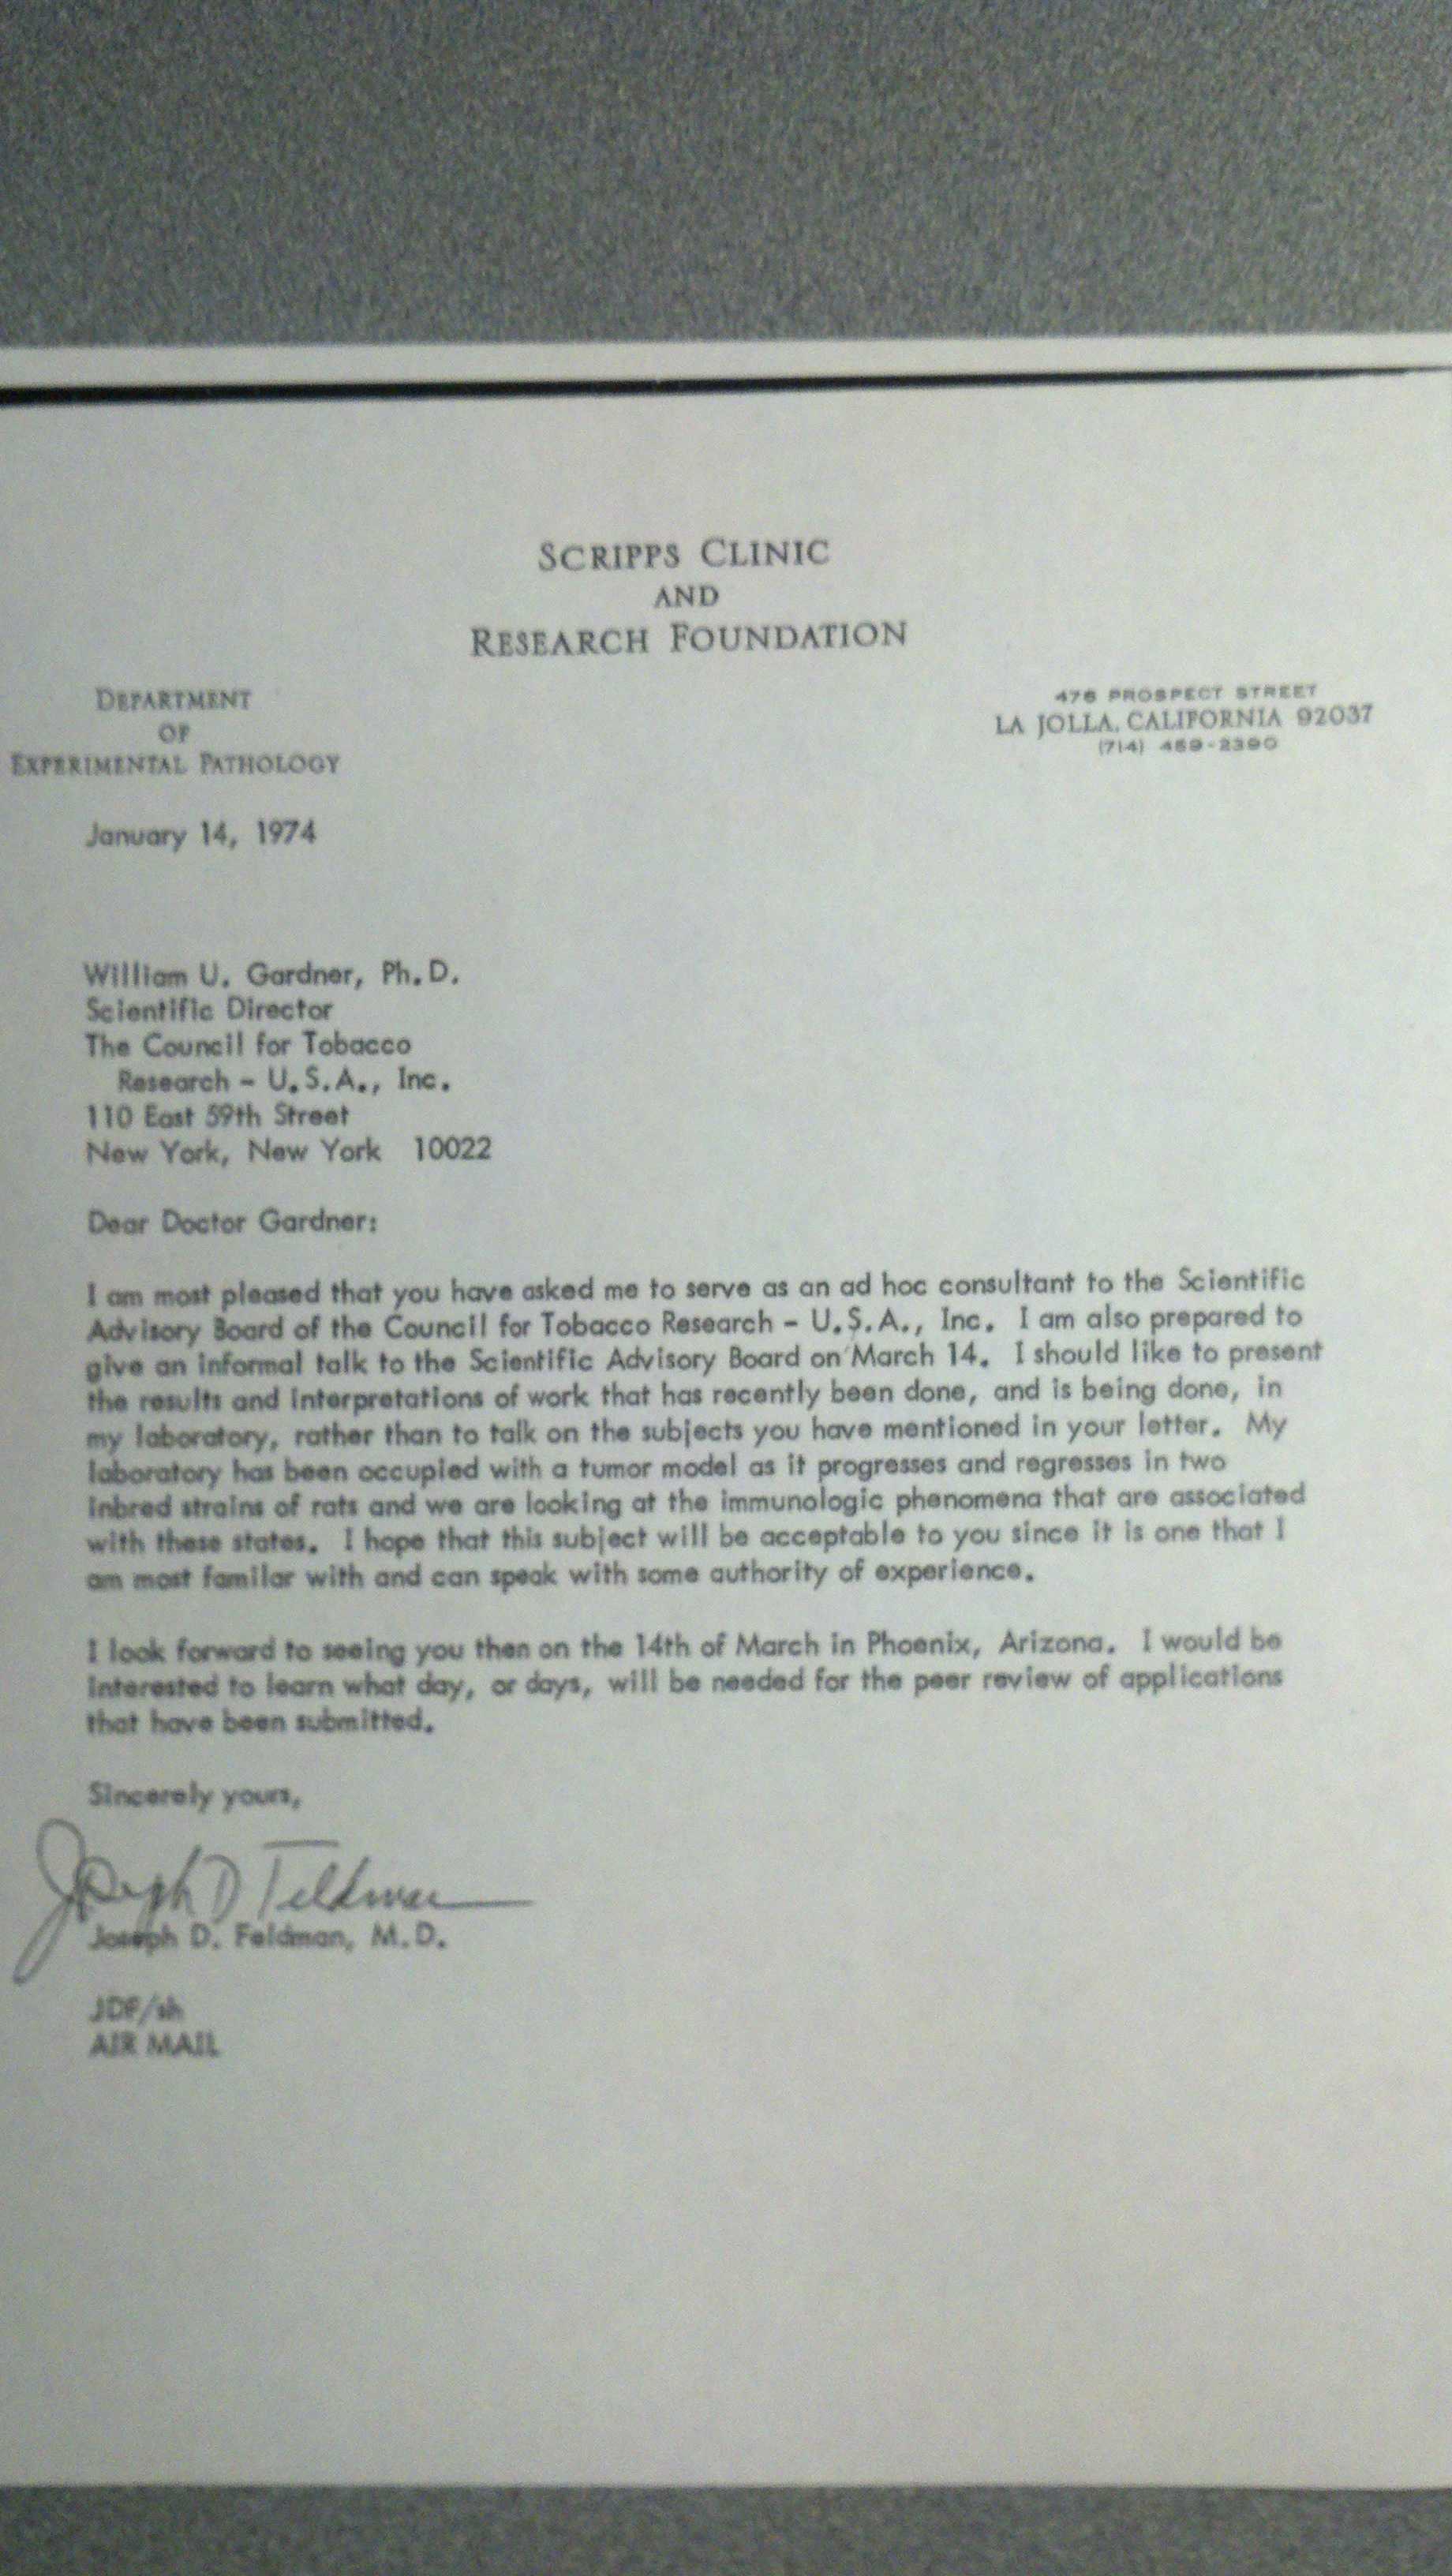 SCRIPPS CLINIC
AND
RESEARCH FOUNDATION
DEPARTMENT
OF
EXPERIMENTAL PATHOLOGY
476 PROSPECT STREET
LA JOLLA, CALIFORNIA 92037
(714) 459-2390
January 14, 1974
William U. Gardner, Ph.D.
Scientific Director
The Council for Tobacco
Research - U.S.A., Inc.
110 East 59th Street
New York, New York 10022
Dear Doctor Gardner:
I am most pleased that you have asked me to serve as an ad hoc consultant to the Scientific
Advisory Board of the Council for Tobacco Research - U.S.A., Inc. I am also prepared to
give an informal talk to the Scientific Advisory Board on March 14. I should like to present
the results and interpretations of work that has recently been done, and is being done, in
my laboratory, rather than to talk on the subjects you have mentioned in your letter. My
laboratory has been occupied with a tumor model as it progresses and regresses in two
inbred strains of rats and we are looking at the immunologic phenomena that are associated
with these states. I hope that this subject will be acceptable to you since it is one that I
am most familar with and can speak with some authority of experience.
I look forward to seeing you then on the 14th of March in Phoenix, Arizona. I would be
interested to learn what day, or days, will be needed for the peer review of applications
that have been submitted.
Sincerely yours,
Joseph D Feldman
Joseph D. Feldman, M.D.
JDF/sh
AIR MAIL